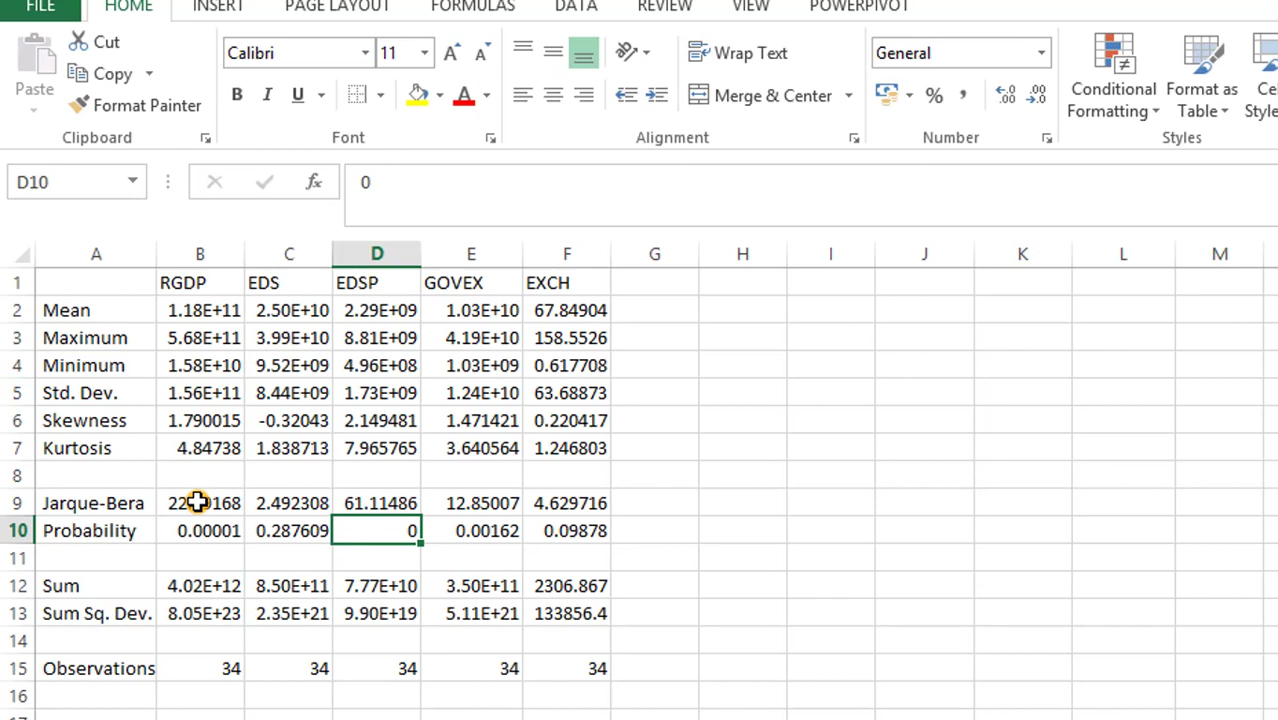 FILE HOME INSERT PAGE LAYOUT FORMULAS DATA REVIEW VIEW POWERPIVOT
Paste
Cut
Copy
Format Painter
Clipboard
Calibri 11
B I U
Font
Wrap Text
Merge & Center
Alignment
General
% , .00 .00
Number
Conditional Formatting
Format as Table
Styles
D10 fx 0
A B C D E F G H I J K L M
1 RGDP EDS EDSP GOVEX EXCH
2 Mean 1.18E+11 2.50E+10 2.29E+09 1.03E+10 67.84904
3 Maximum 5.68E+11 3.99E+10 8.81E+09 4.19E+10 158.5526
4 Minimum 1.58E+10 9.52E+09 4.96E+08 1.03E+09 0.617708
5 Std. Dev. 1.56E+11 8.44E+09 1.73E+09 1.24E+10 63.68873
6 Skewness 1.790015 -0.32043 2.149481 1.471421 0.220417
7 Kurtosis 4.84738 1.838713 7.965765 3.640564 1.246803
8
9 Jarque-Bera 2.492308 61.11486 12.85007 4.629716
10 Probability 0.00001 0.287609 0 0.00162 0.09878
11
12 Sum 4.02E+12 8.50E+11 7.77E+10 3.50E+11 2306.867
13 Sum Sq. Dev. 8.05E+23 2.35E+21 9.90E+19 5.11E+21 133856.4
14
15 Observations 34 34 34 34 34
16